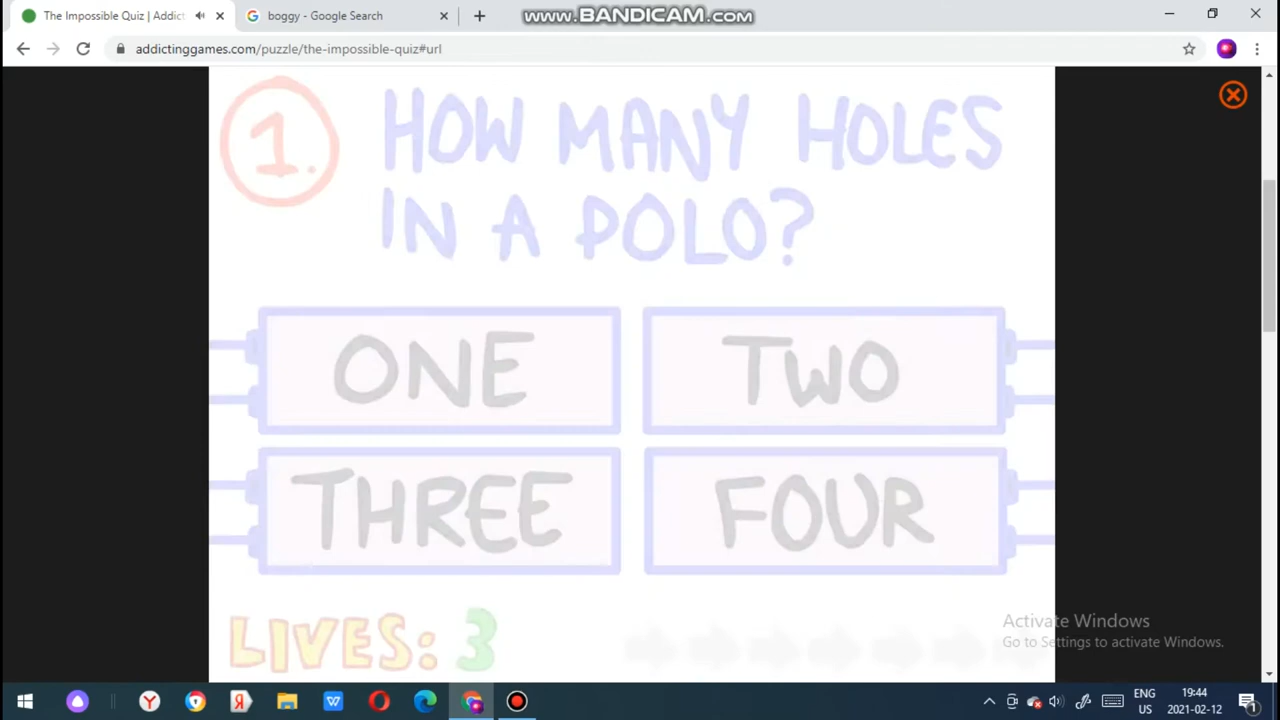 The Impossible Quiz | Addict
boggy - Google Search
www.BANDICAM.com
addictinggames.com/puzzle/the-impossible-quiz#url
1. HOW MANY HOLES
IN A POLO?
ONE
TWO
THREE
FOUR
LIVES: 3
Activate Windows
Go to Settings to activate Windows.
ENG
US
19:44
2021-02-12